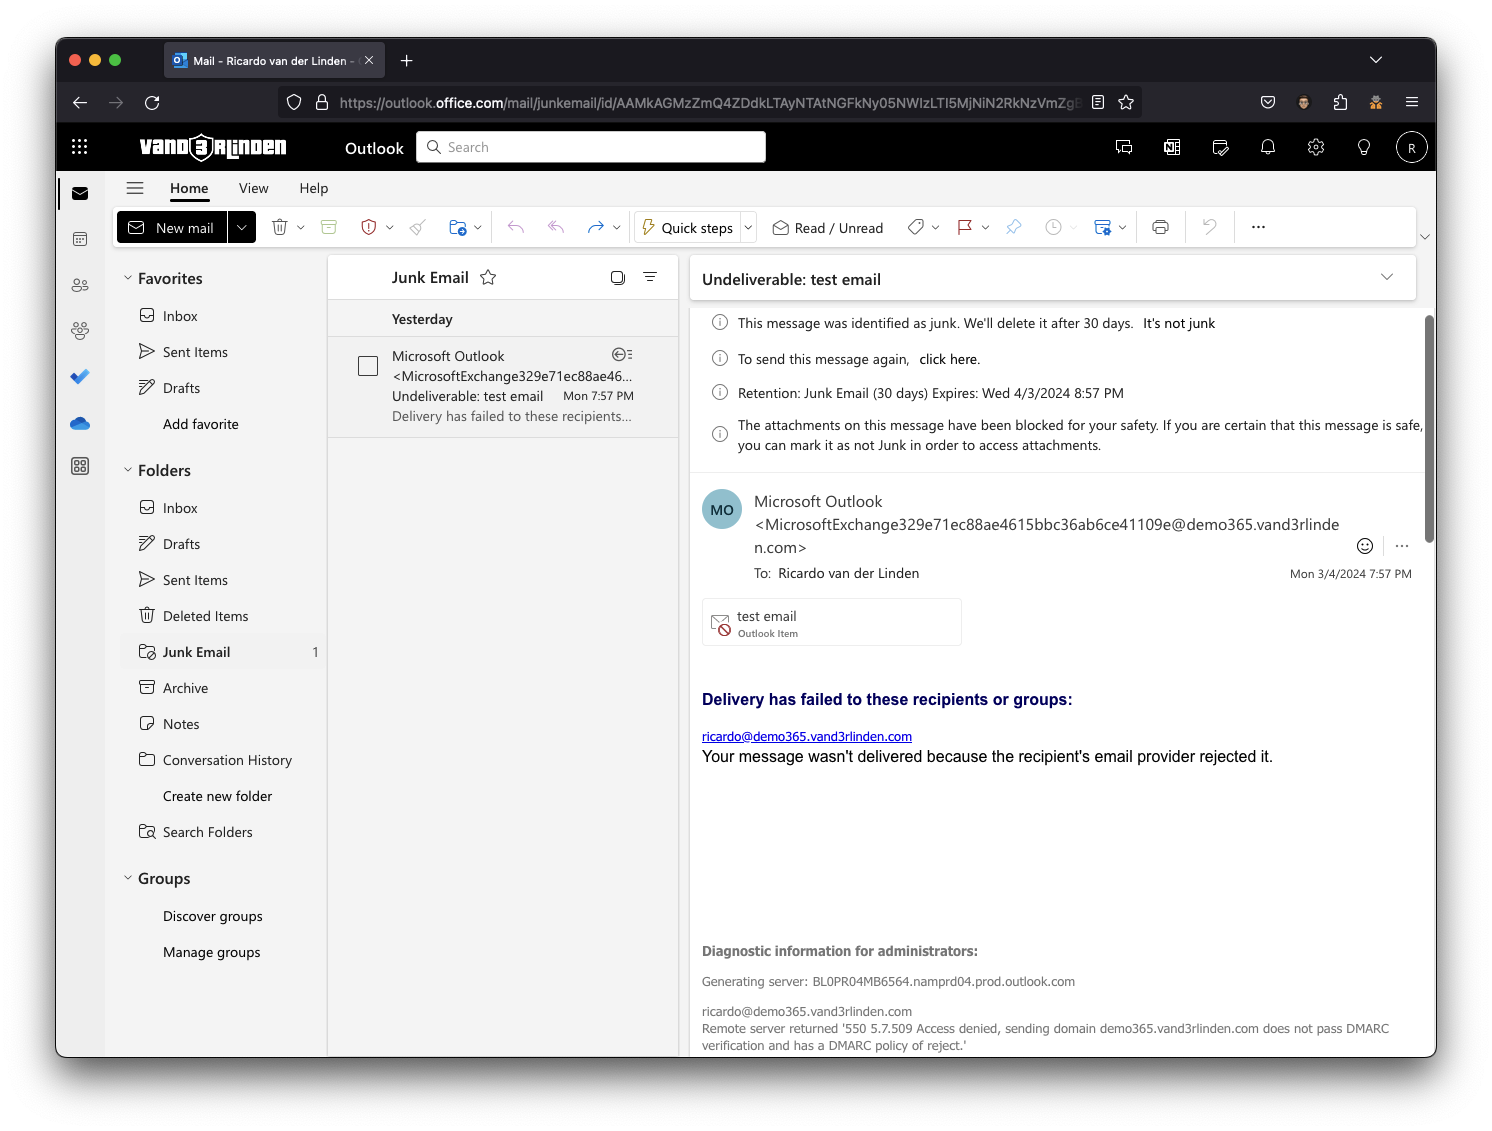 Mail - Ricardo van der Linden -
https://outlook.office.com/mail/junkemail/id/
VAND3RLINDEN
Outlook
Search
R
Home
View
Help
New mail
Quick steps
Read / Unread
Favorites
Inbox
Sent Items
Drafts
Add favorite
Folders
Inbox
Drafts
Sent Items
Deleted Items
Junk Email 1
Archive
Notes
Conversation History
Create new folder
Search Folders
Groups
Discover groups
Manage groups
Junk Email
Yesterday
Microsoft Outlook
<MicrosoftExchange329e71ec88ae46...
Undeliverable: test email Mon 7:57 PM
Delivery has failed to these recipients...
Undeliverable: test email
This message was identified as junk. We'll delete it after 30 days. It's not junk
To send this message again, click here.
Retention: Junk Email (30 days) Expires: Wed 4/3/2024 8:57 PM
The attachments on this message have been blocked for your safety. If you are certain that this message is safe,
you can mark it as not Junk in order to access attachments.
MO
Microsoft Outlook
<MicrosoftExchange329e71ec88ae4615bbc36ab6ce41109e@demo365.vand3rlinde
n.com>
To: Ricardo van der Linden
Mon 3/4/2024 7:57 PM
test email
Outlook Item
Delivery has failed to these recipients or groups:
ricardo@demo365.vand3rlinden.com
Your message wasn't delivered because the recipient's email provider rejected it.
Diagnostic information for administrators:
Generating server: BL0PR04MB6564.namprd04.prod.outlook.com
ricardo@demo365.vand3rlinden.com
Remote server returned '550 5.7.509 Access denied, sending domain demo365.vand3rlinden.com does not pass DMARC
verification and has a DMARC policy of reject.'